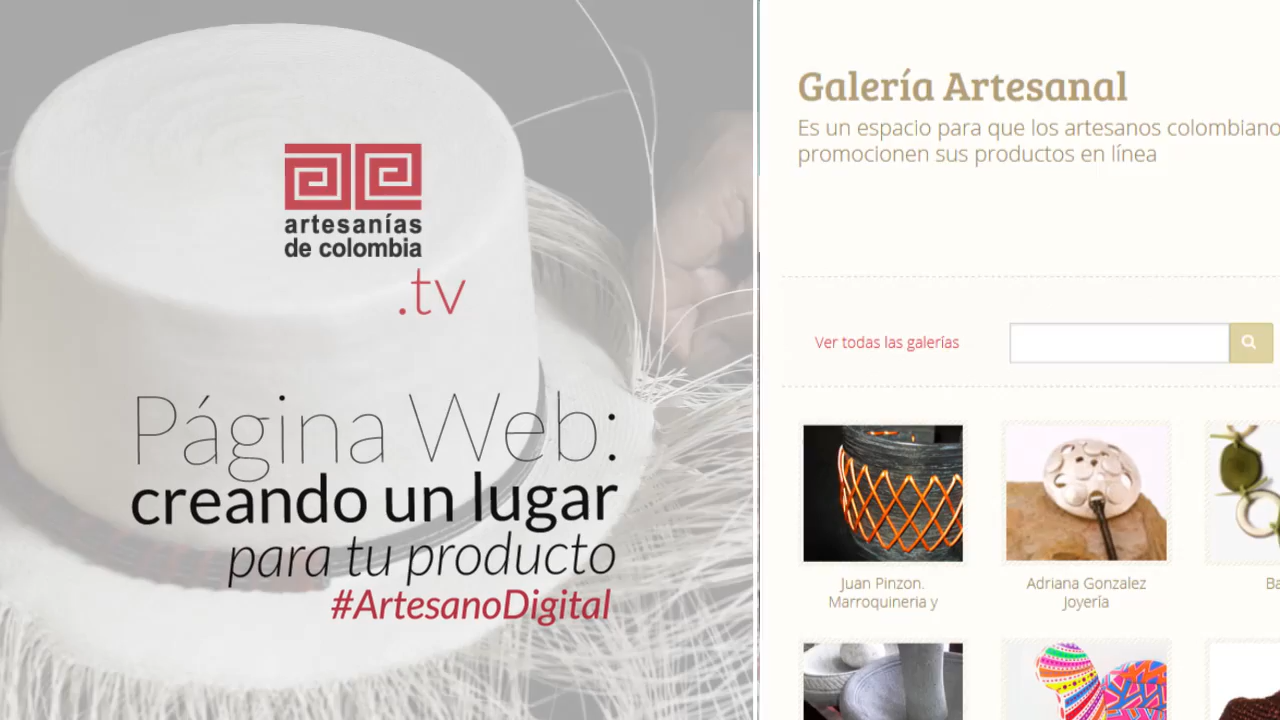 artesanías
de colombia
.tv
Página Web:
creando un lugar
para tu producto
#ArtesanoDigital
Galería Artesanal
Es un espacio para que los artesanos colombiano
promocionen sus productos en línea
Ver todas las galerías
Juan Pinzon.
Marroquineria y
Adriana Gonzalez
Joyería
Ba